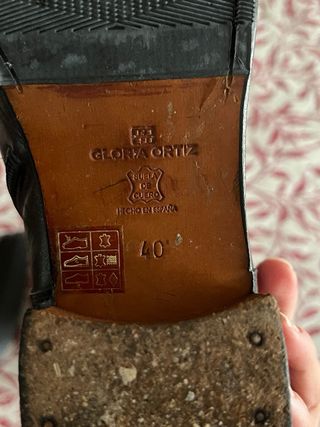 GLORIA ORTIZ
SUELA
DE
CUERO
HECHO EN ESPAÑA
40